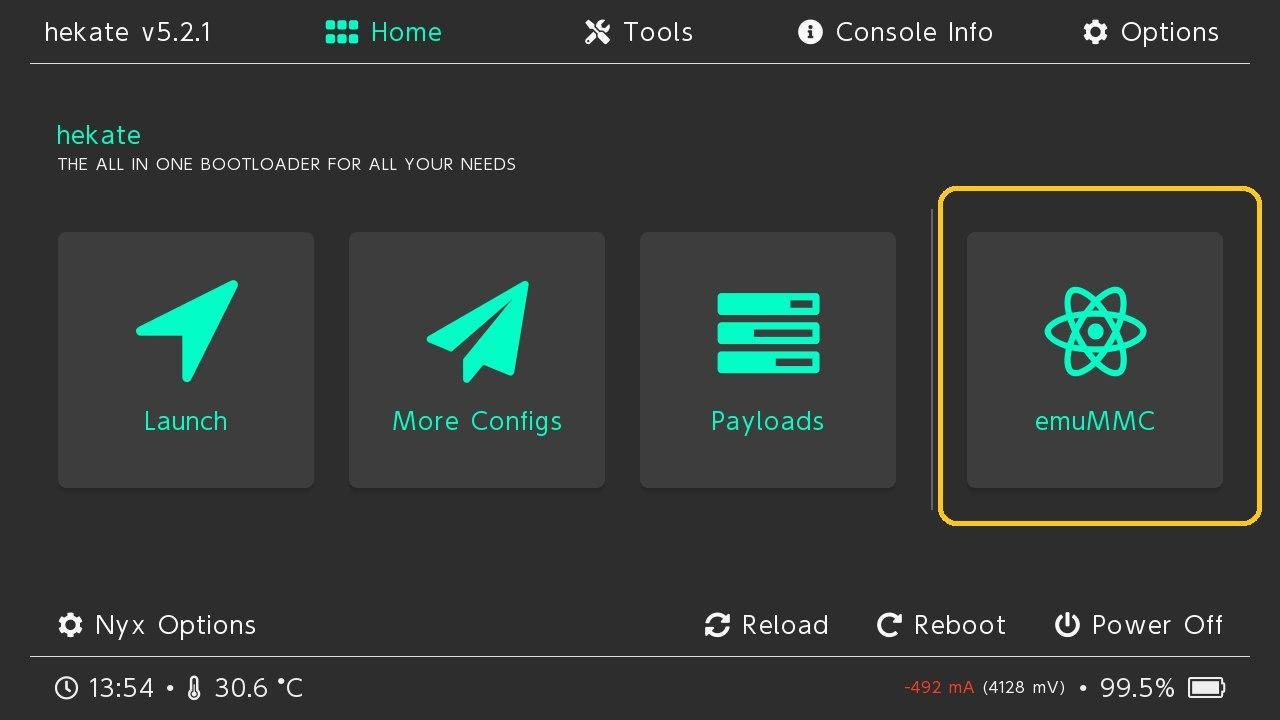 hekate v5.2.1 Home Tools Console Info Options
hekate
THE ALL IN ONE BOOTLOADER FOR ALL YOUR NEEDS
Launch More Configs Payloads emuMMC
Nyx Options Reload Reboot Power Off
13:54 • 30.6 °C -492 mA (4128 mV) • 99.5%